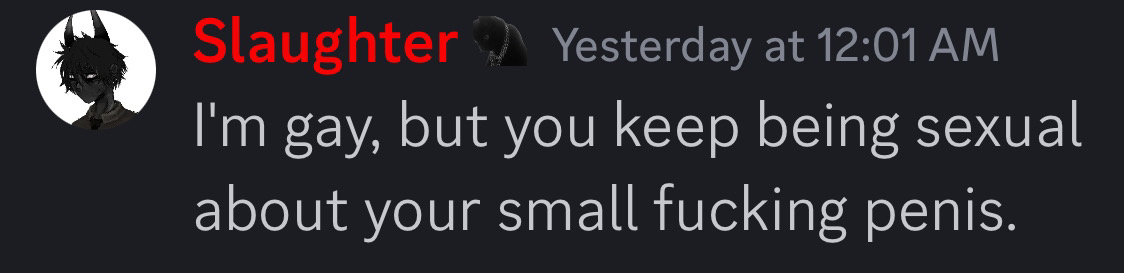 Slaughter Yesterday at 12:01 AM
I'm gay, but you keep being sexual
about your small fucking penis.